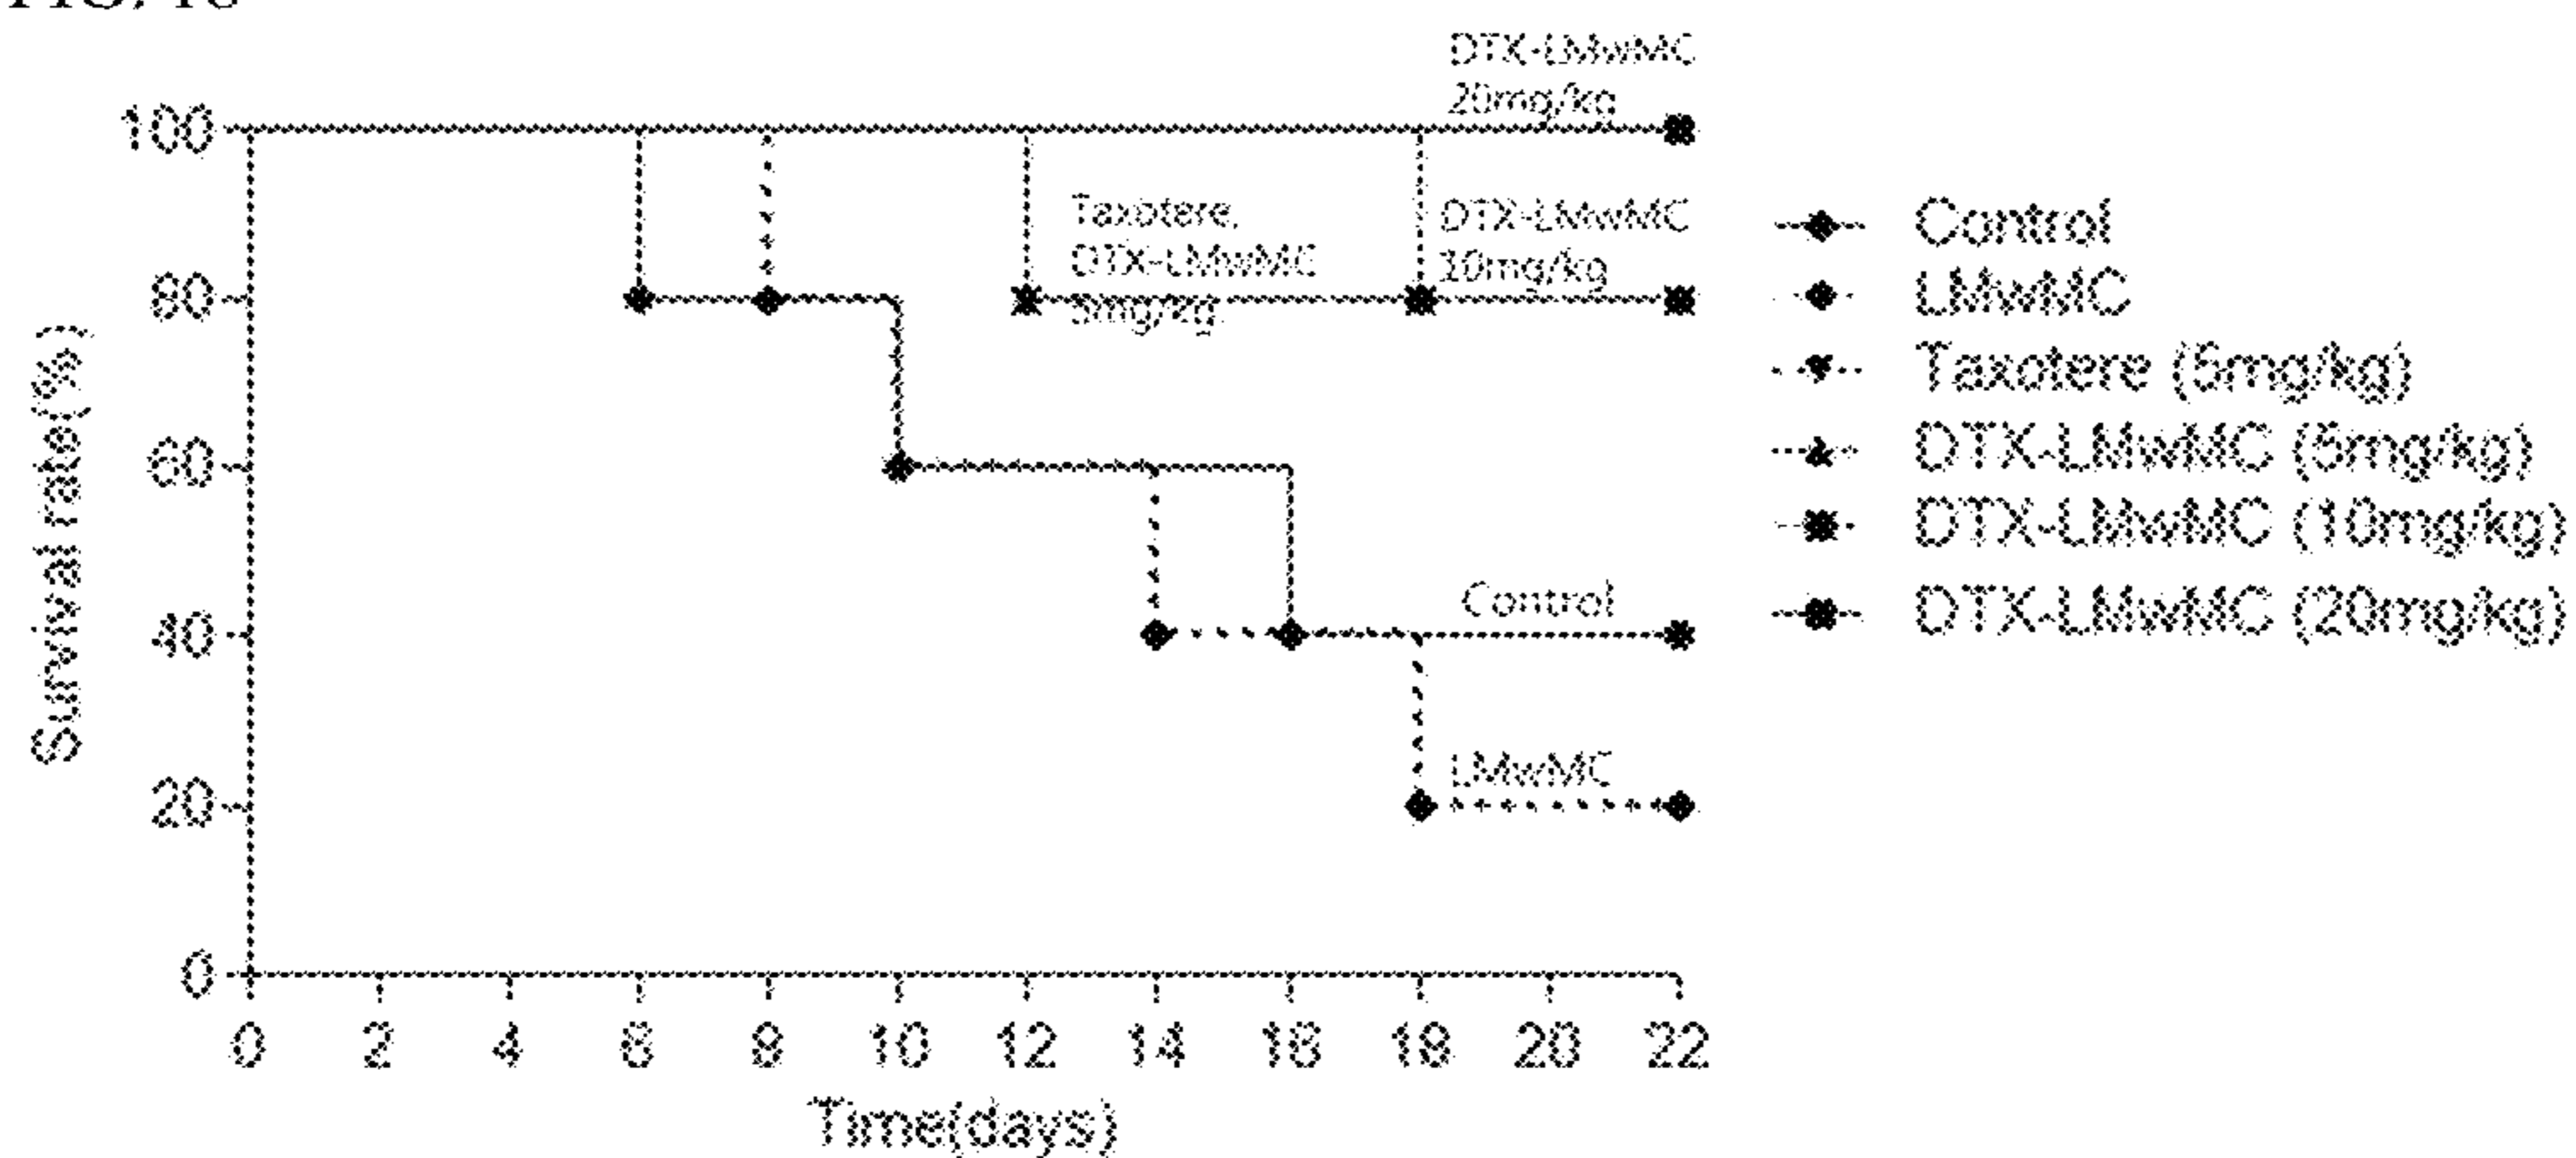 DTX-LMwMC
20mg/kg
100
Taxotere,
DTX-LMwMC
5mg/kg
DTX-LMwMC
10mg/kg
80
60
Control
40
LMwMC
20
0
Survival rate(%)
0 2 4 6 8 10 12 14 16 18 20 22
Time(days)
Control
LMwMC
Taxotere (5mg/kg)
DTX-LMwMC (5mg/kg)
DTX-LMwMC (10mg/kg)
DTX-LMwMC (20mg/kg)